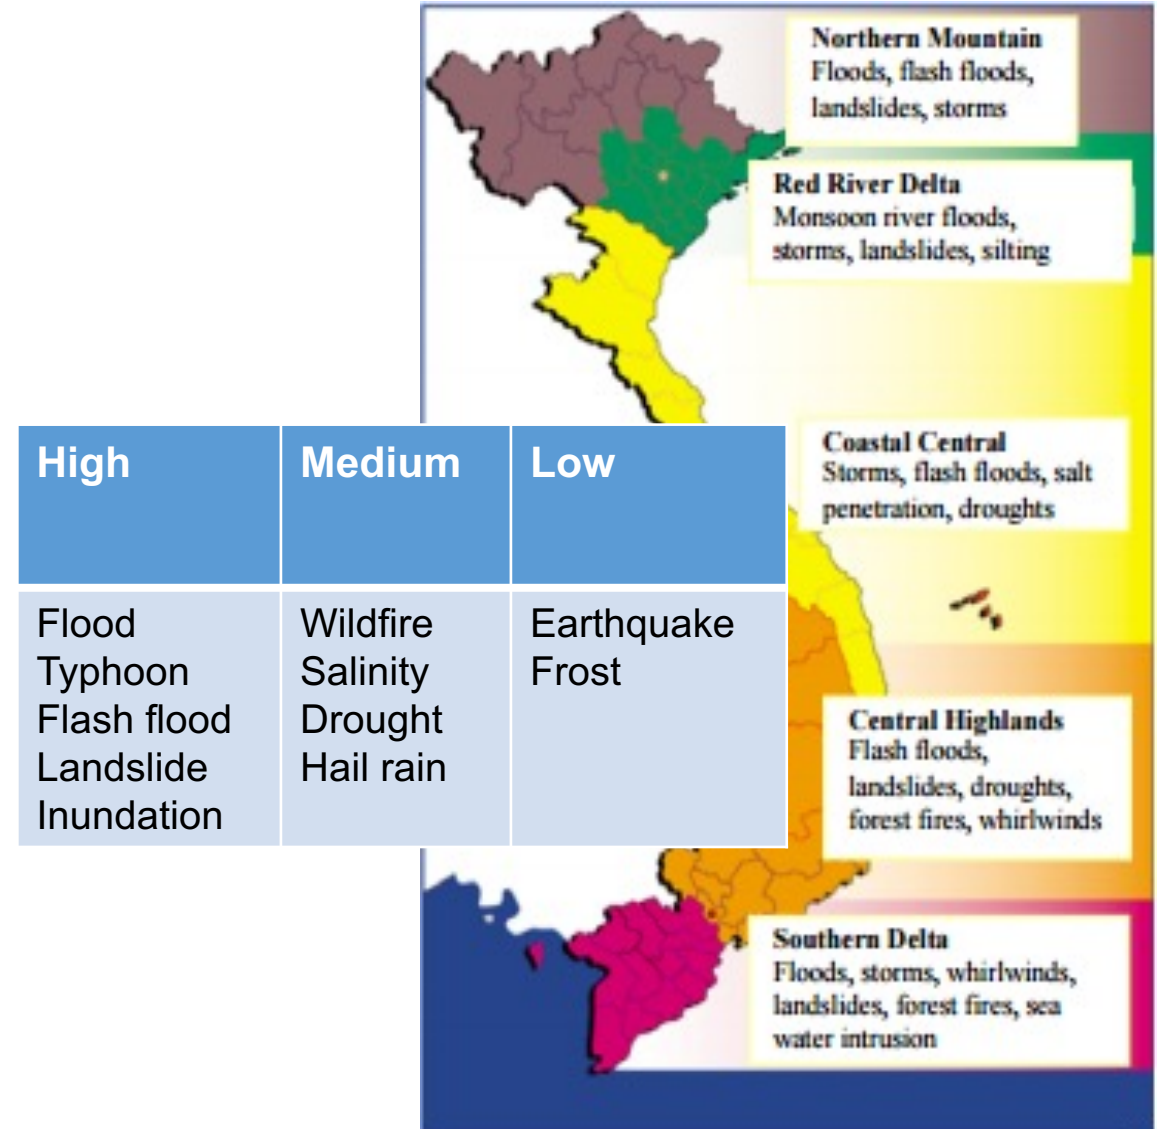 Northern Mountain
Floods, flash floods,
landslides, storms
Red River Delta
Monsoon river floods,
storms, landslides, silting
High
Medium
Low
Flood
Typhoon
Flash flood
Landslide
Inundation
Wildfire
Salinity
Drought
Hail rain
Earthquake
Frost
Coastal Central
Storms, flash floods, salt
penetration, droughts
Central Highlands
Flash floods,
landslides, droughts,
forest fires, whirlwinds
Southern Delta
Floods, storms, whirlwinds,
landslides, forest fires, sea
water intrusion